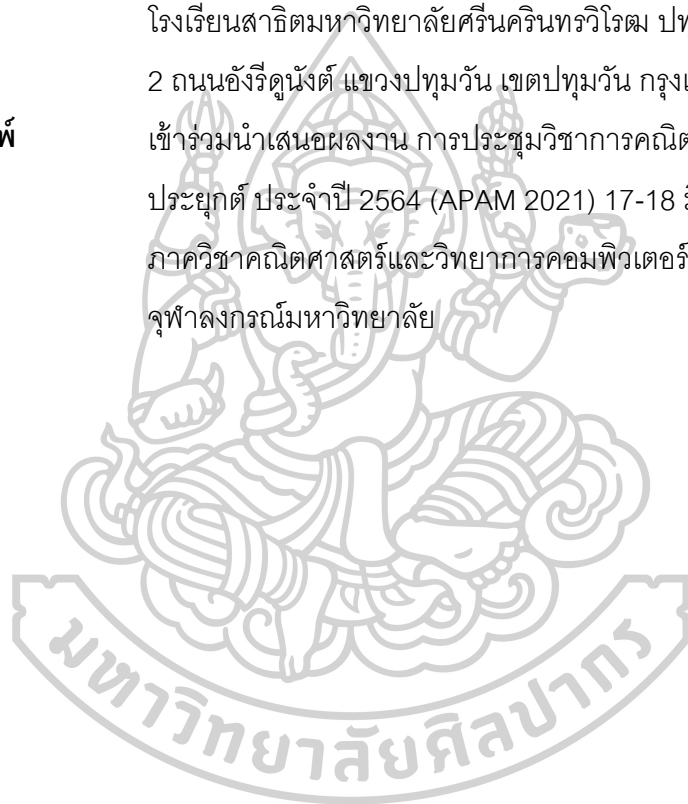 โรงเรียนสาธิตมหาวิทยาลัยศรีนครินทรวิโรฒ
2 ถนนอังรีดูนังต์ แขวงปทุมวัน เขตปทุมวัน
พ์ เข้าร่วมนำเสนอผลงาน การประชุมวิชาการ
ประยุกต์ ประจำปี 2564 (APAM 2021) 17-18
ภาควิชาคณิตศาสตร์และวิทยาการคอมพิวเตอร์
จุฬาลงกรณ์มหาวิทยาลัย
มหาวิทยาลัยศิลปากร